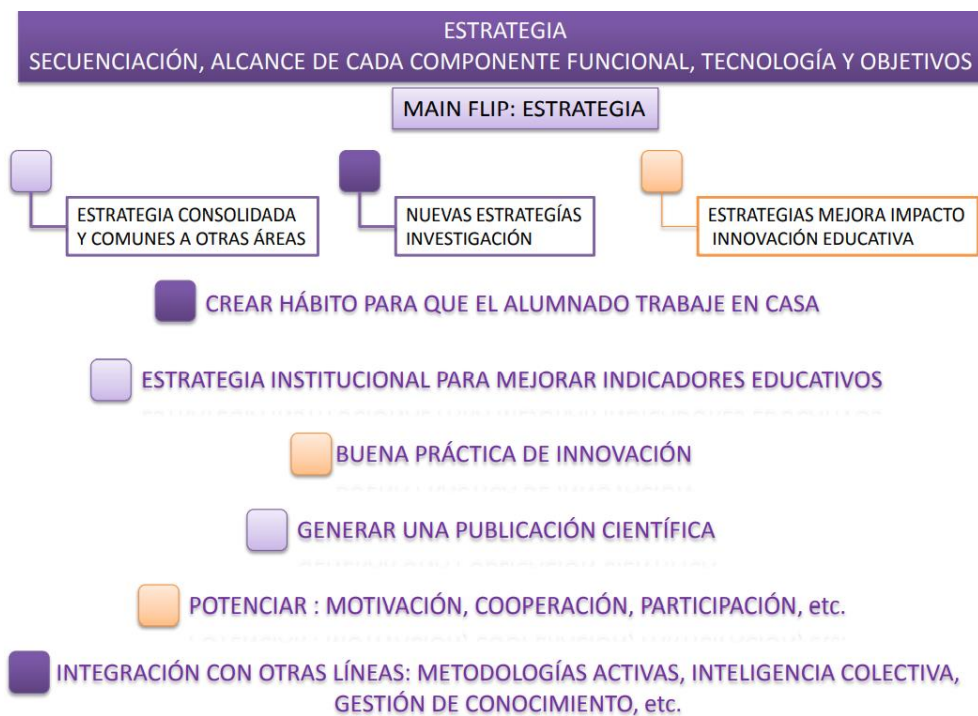 ESTRATEGIA
SECUENCIACIÓN, ALCANCE DE CADA COMPONENTE FUNCIONAL, TECNOLOGÍA Y OBJETIVOS
MAIN FLIP: ESTRATEGIA
ESTRATEGIA CONSOLIDADA
Y COMUNES A OTRAS ÁREAS
NUEVAS ESTRATEGÍAS
INVESTIGACIÓN
ESTRATEGIAS MEJORA IMPACTO
INNOVACIÓN EDUCATIVA
CREAR HÁBITO PARA QUE EL ALUMNADO TRABAJE EN CASA
ESTRATEGIA INSTITUCIONAL PARA MEJORAR INDICADORES EDUCATIVOS
BUENA PRÁCTICA DE INNOVACIÓN
GENERAR UNA PUBLICACIÓN CIENTÍFICA
POTENCIAR : MOTIVACIÓN, COOPERACIÓN, PARTICIPACIÓN, etc.
INTEGRACIÓN CON OTRAS LÍNEAS: METODOLOGÍAS ACTIVAS, INTELIGENCIA COLECTIVA,
GESTIÓN DE CONOCIMIENTO, etc.